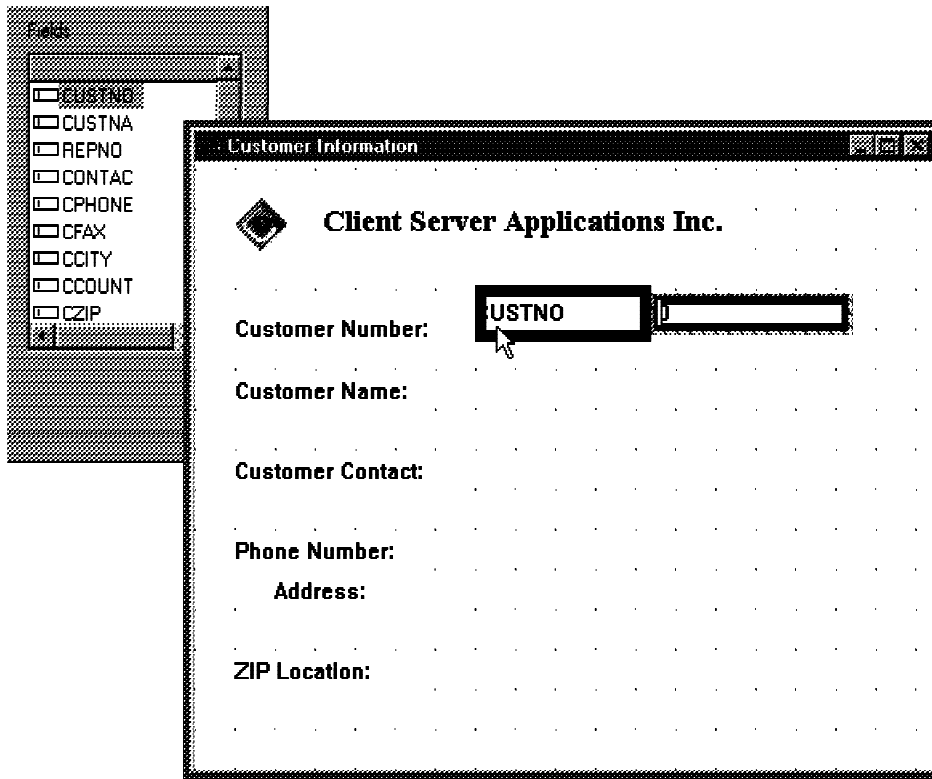 Fields
CUSTNO
CUSTNA
REPNO
CONTAC
CPHONE
CFAX
CCITY
CCOUNT
CZIP
Customer Information
Client Server Applications Inc.
Customer Number:
USTNO
Customer Name:
Customer Contact:
Phone Number:
Address:
ZIP Location: